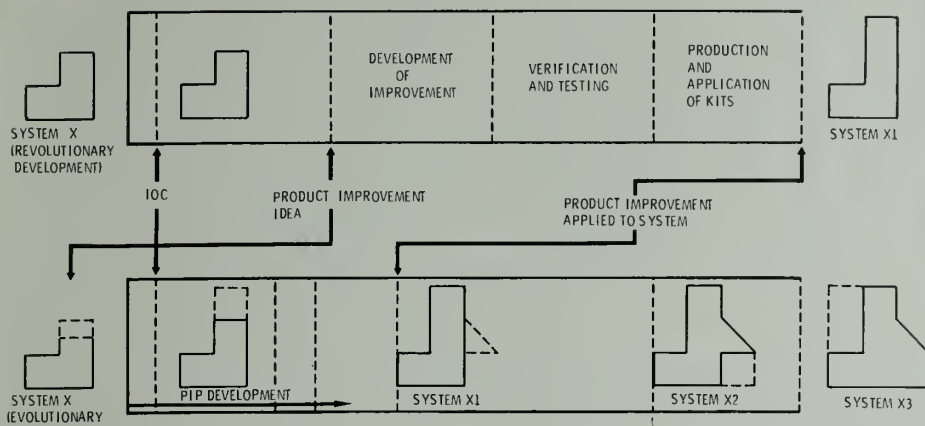 SYSTEM X
(REVOLUTIONARY
DEVELOPMENT)
DEVELOPMENT
OF
IMPROVEMENT
VERIFICATION
AND TESTING
PRODUCTION
AND
APPLICATION
OF KITS
SYSTEM X1
IOC
PRODUCT IMPROVEMENT
IDEA
PRODUCT IMPROVEMENT
APPLIED TO SYSTEM
SYSTEM X
(EVOLUTIONARY
PIP DEVELOPMENT
SYSTEM X1
SYSTEM X2
SYSTEM X3